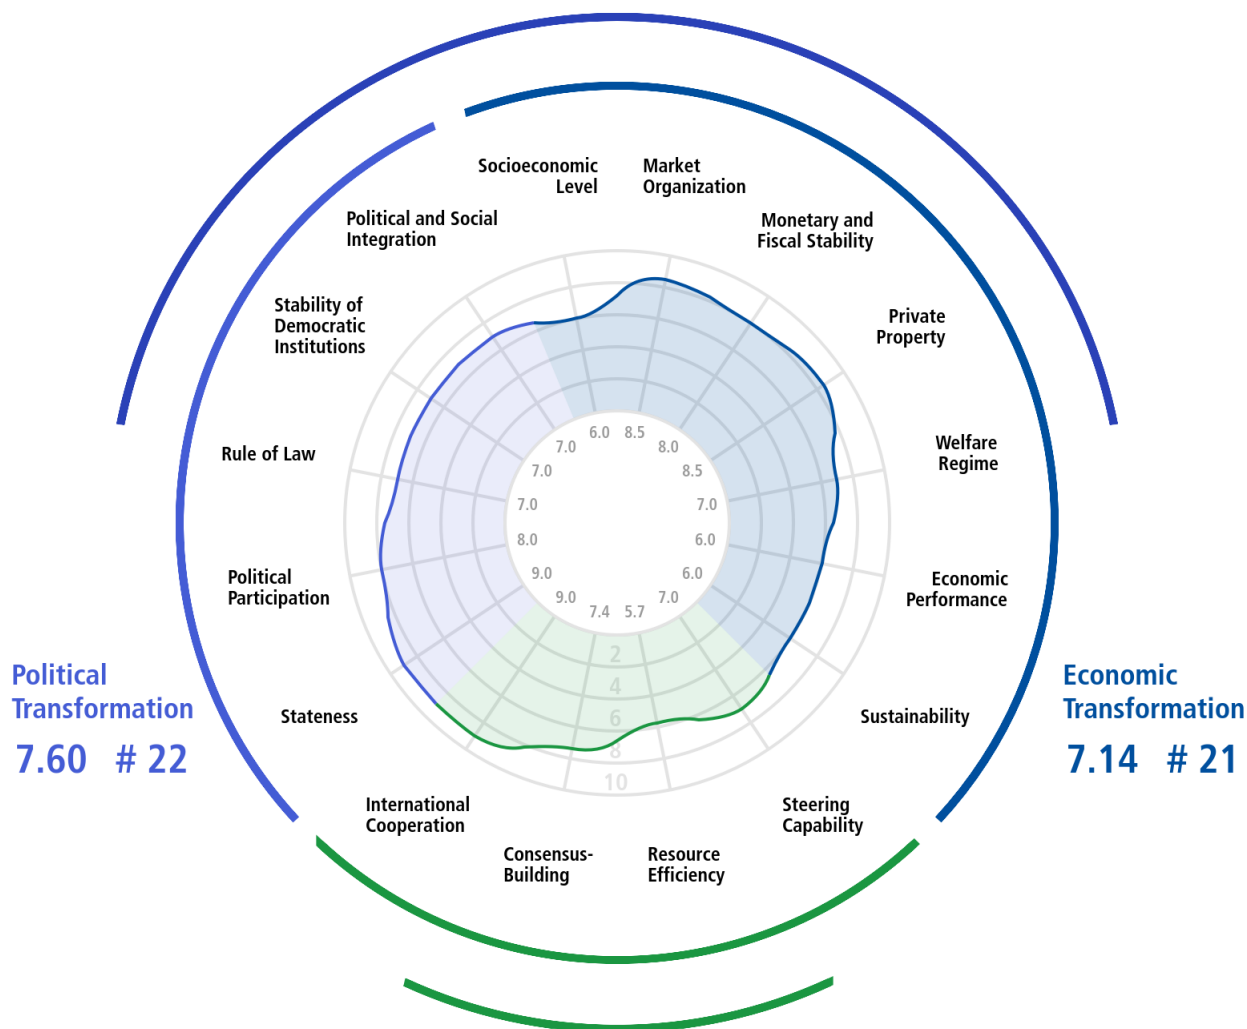 Socioeconomic
Level
Market
Organization
Political and Social
Integration
Monetary and
Fiscal Stability
Stability of
Democratic
Institutions
Private
Property
Rule of Law
Welfare
Regime
Political
Participation
Economic
Performance
Stateness
Sustainability
International
Cooperation
Steering
Capability
Consensus-
Building
Resource
Efficiency
6.0
8.5
7.0
8.0
7.0
8.5
7.0
7.0
8.0
6.0
9.0
6.0
9.0
7.4
5.7
7.0
2
4
6
8
10
Political
Transformation
7.60 # 22
Economic
Transformation
7.14 # 21